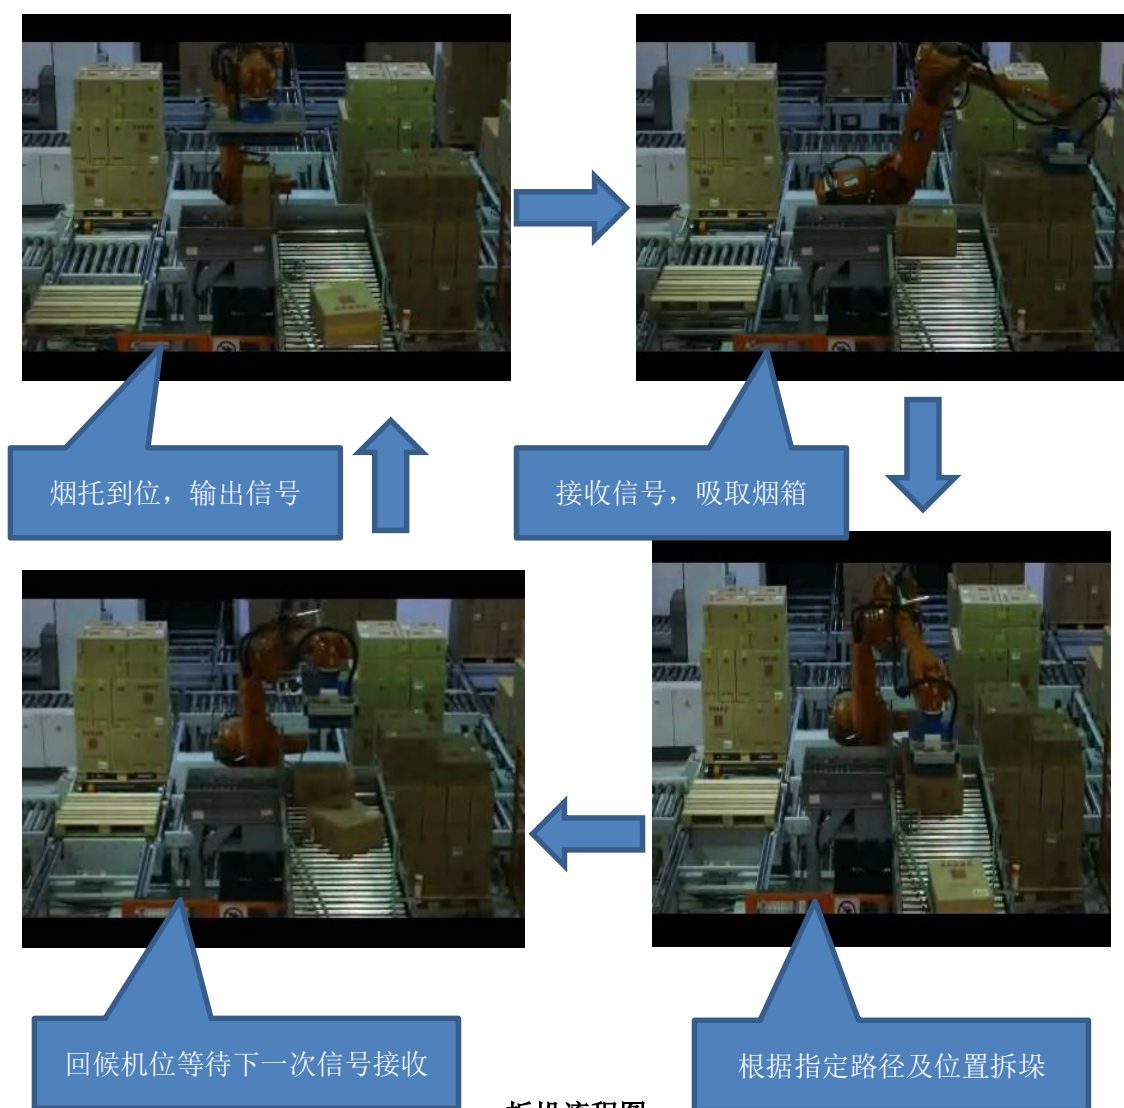 烟托到位，输出信号
接收信号，吸取烟箱
回候机位等待下一次信号接收
根据指定路径及位置拆垛